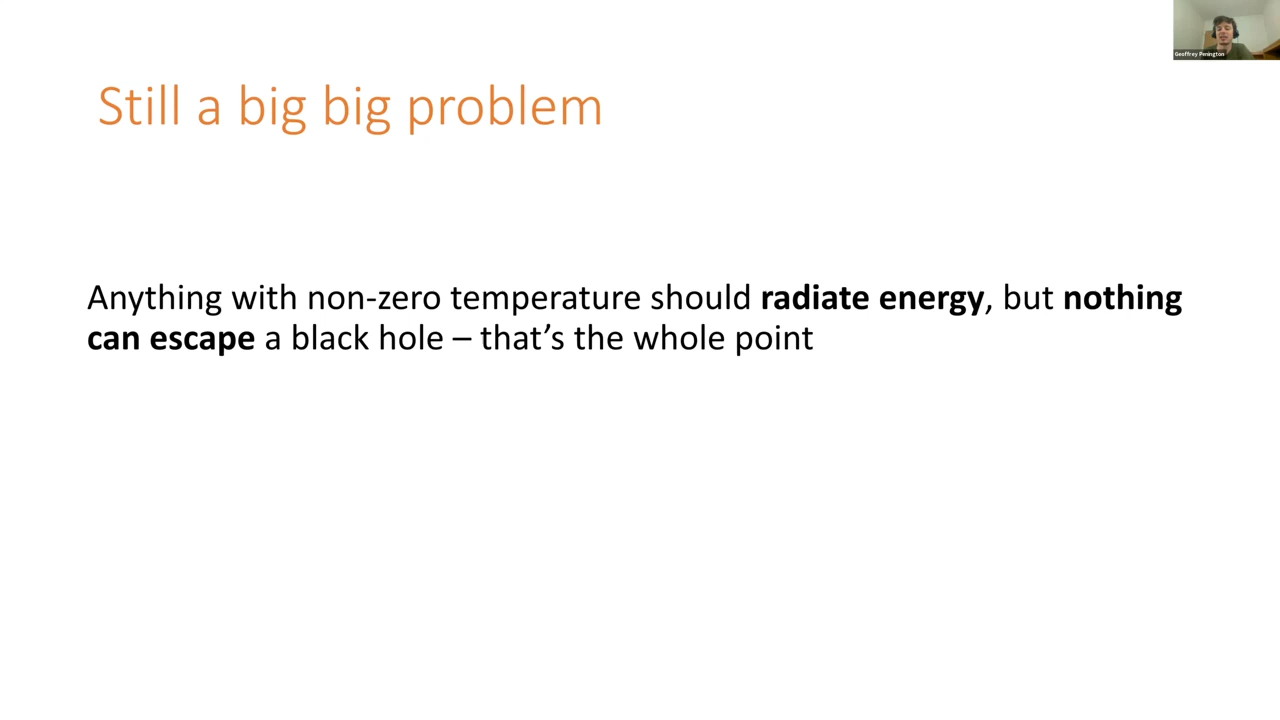 Geoffrey Penington
Still a big big problem
Anything with non-zero temperature should radiate energy, but nothing
can escape a black hole – that’s the whole point